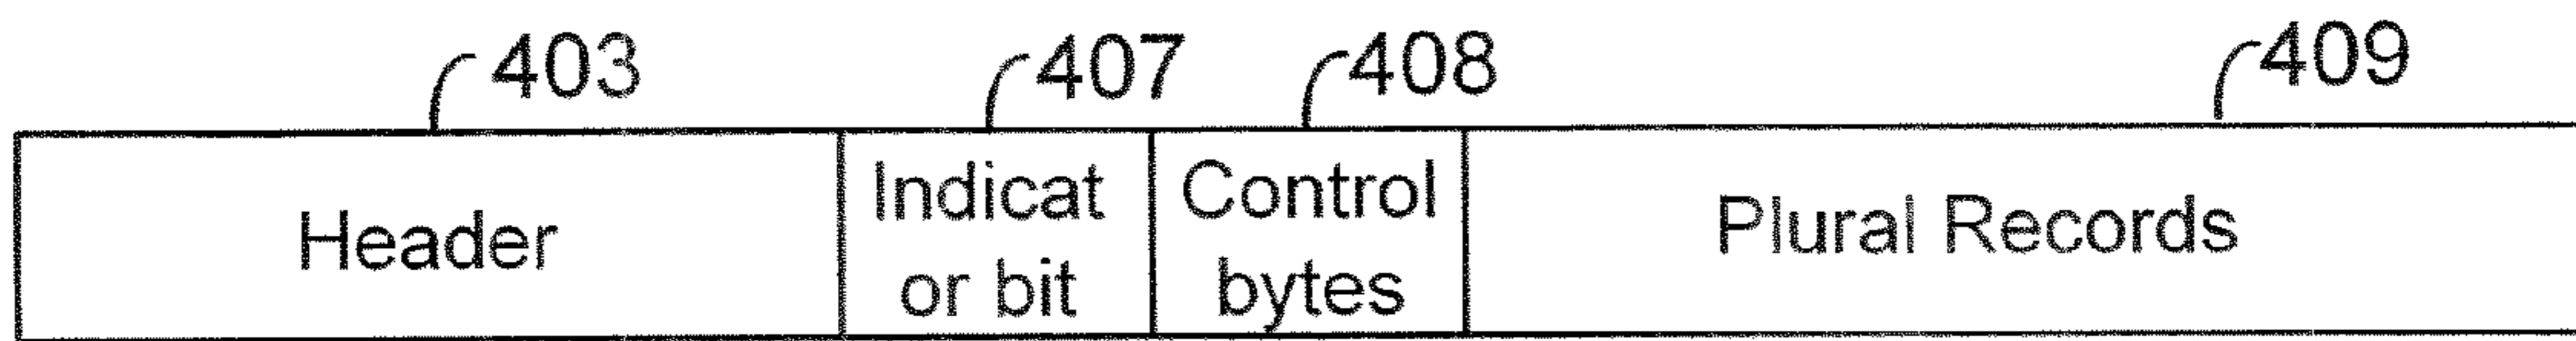 403 407 408 409
Header
Indicat
or bit
Control
bytes
Plural Records